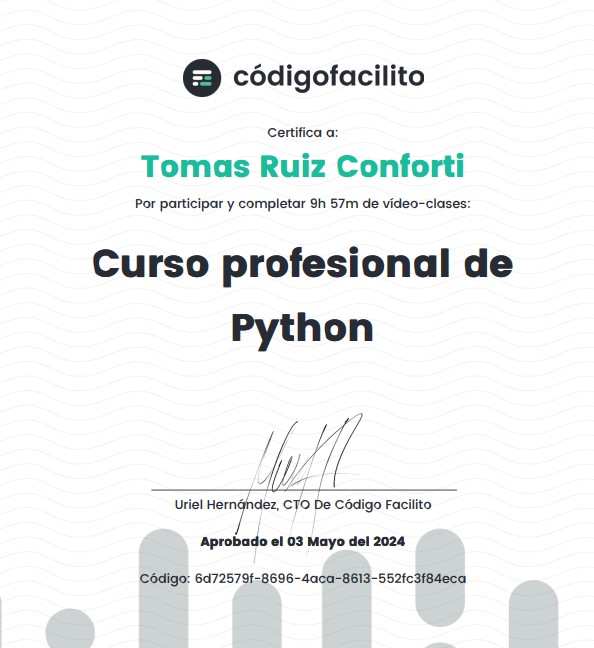 códigofacilito
Certifica a:
Tomas Ruiz Conforti
Por participar y completar 9h 57m de vídeo-clases:
Curso profesional de
Python
Uriel Hernández, CTO De Código Facilito
Aprobado el 03 Mayo del 2024
Código: 6d72579f-8696-4aca-8613-552fc3f84eca